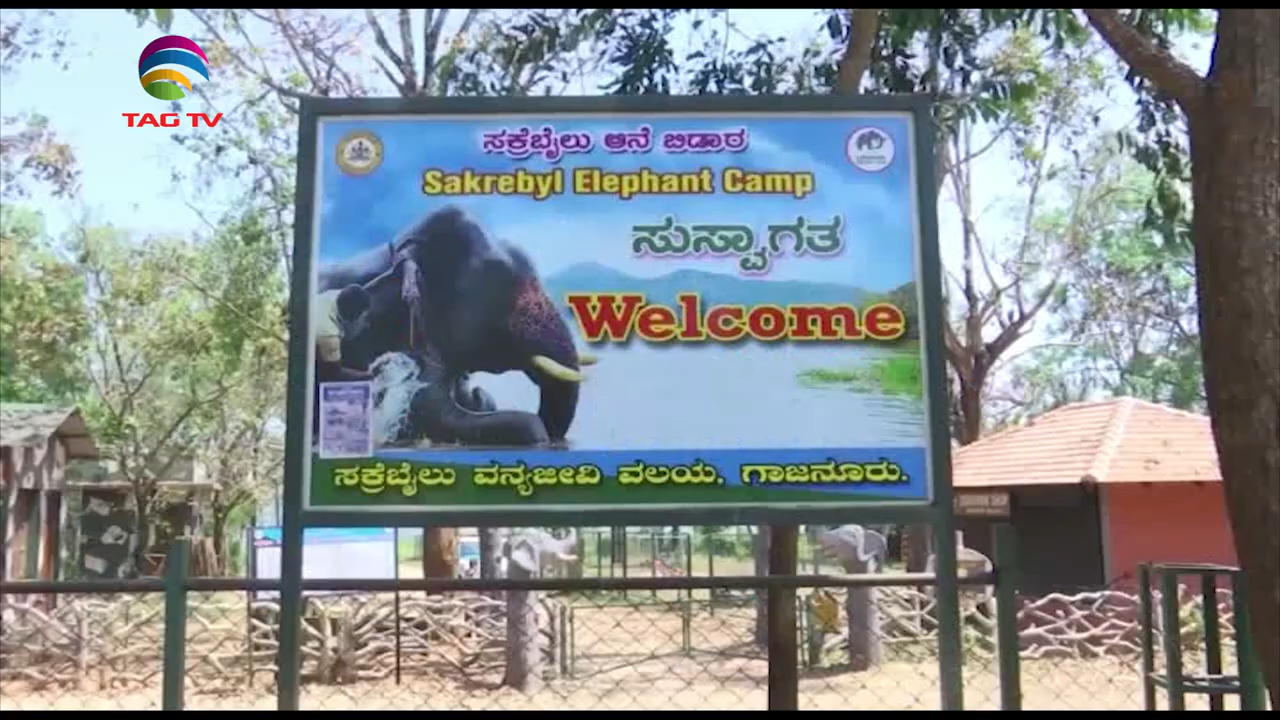 TAG TV
ಸಕ್ರೆಬೈಲು ಆನೆ ಬಿಡಾರ
Sakrebyl Elephant Camp
ಸುಸ್ವಾಗತ
Welcome
ಸಕ್ರೆಬೈಲು ವನ್ಯಜೀವಿ ವಲಯ, ಗಾಜನೂರು.